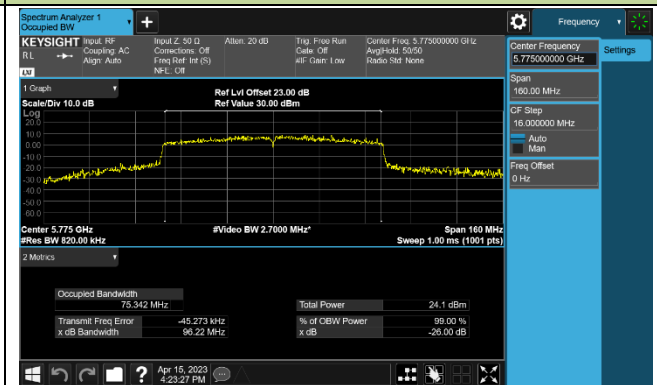 Spectrum Analyzer 1
Occupied BW
+
Frequency
KEYSIGHT
RL
LXI
Input: RF
Coupling: AC
Align: Auto
Input Z: 50 Ω
Corrections: Off
Freq Ref: Int (S)
NFE: Off
Atten: 20 dB
Trig: Free Run
Gate: Off
#IF Gain: Low
Center Freq: 5.775000000 GHz
Avg|Hold: 50/50
Radio Std: None
Center Frequency
5.775000000 GHz
Settings
Span
160.00 MHz
CF Step
16.000000 MHz
Auto
Man
Freq Offset
0 Hz
1 Graph
Scale/Div 10.0 dB
Ref Lvl Offset 23.00 dB
Ref Value 30.00 dBm
Log
20.0
10.0
0.00
-10.0
-20.0
-30.0
-40.0
-50.0
-60.0
Center 5.775 GHz
#Res BW 820.00 kHz
#Video BW 2.7000 MHz*
Span 160 MHz
Sweep 1.00 ms (1001 pts)
2 Metrics
Occupied Bandwidth
75.342 MHz
Total Power 24.1 dBm
Transmit Freq Error -45.273 kHz
% of OBW Power 99.00 %
x dB Bandwidth 96.22 MHz
x dB -26.00 dB
?
Apr 15, 2023
4:23:27 PM